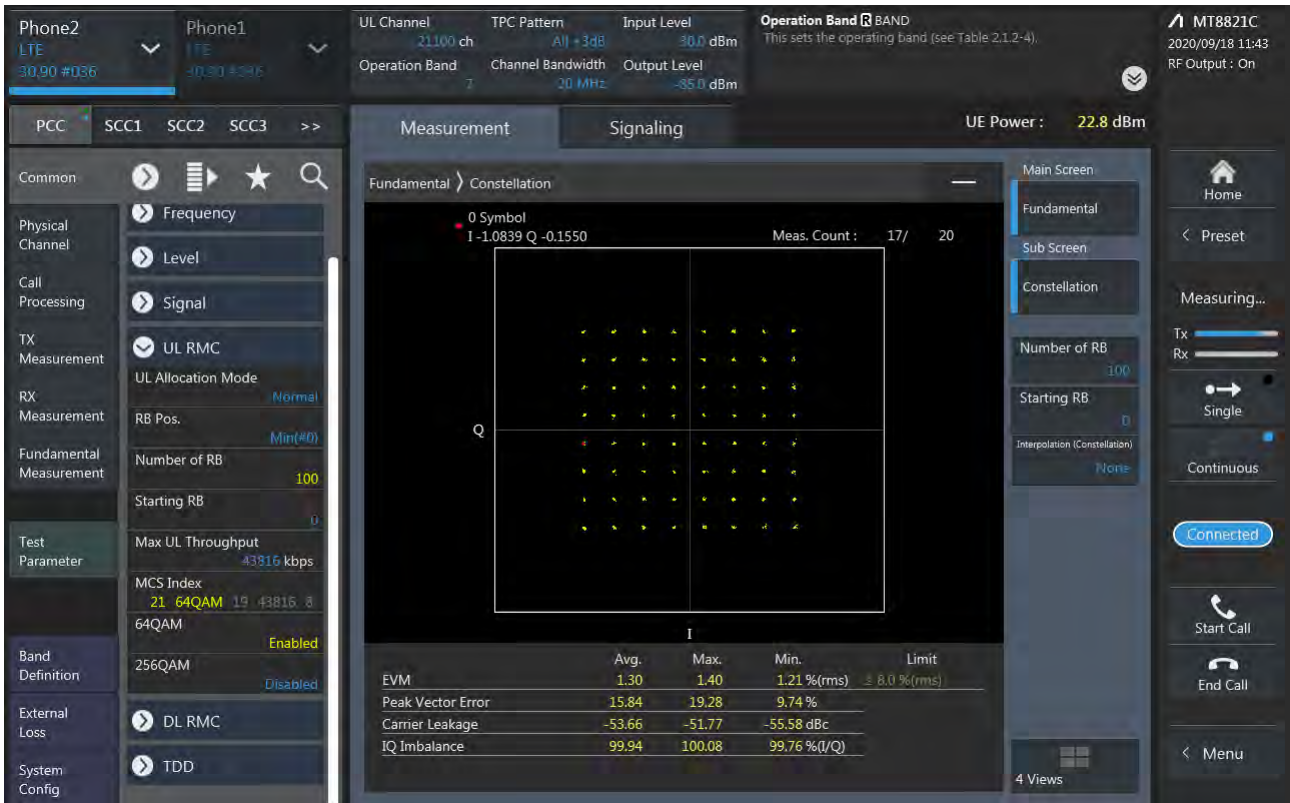 Phone2
LTE
30.90 #036
Phone1
LTE
UL Channel
21100 ch
TPC Pattern
All +3dB
Input Level
30.0 dBm
Operation Band
7
Channel Bandwidth
20 MHz
Output Level
-85.0 dBm
Operation Band R BAND
This sets the operating band (see Table 2.1.2-4).
MT8821C
2020/09/18 11:43
RF Output : On
PCC SCC1 SCC2 SCC3 >>
Measurement
Signaling
UE Power : 22.8 dBm
Common
Physical
Channel
Call
Processing
TX
Measurement
RX
Measurement
Fundamental
Measurement
Test
Parameter
Band
Definition
External
Loss
System
Config
Frequency
Level
Signal
UL RMC
UL Allocation Mode
Normal
RB Pos.
Min(#0)
Number of RB
100
Starting RB
0
Max UL Throughput
43816 kbps
MCS Index
21 64QAM 19 43816 8
64QAM
Enabled
256QAM
Disabled
DL RMC
TDD
Fundamental 〉 Constellation
0 Symbol
I -1.0839 Q -0.1550
Meas. Count : 17/ 20
Q
I
Avg. Max. Min. Limit
EVM 1.30 1.40 1.21 %(rms) ≤ 8.0 %(rms)
Peak Vector Error 15.84 19.28 9.74 %
Carrier Leakage -53.66 -51.77 -55.58 dBc
IQ Imbalance 99.94 100.08 99.76 %(I/Q)
Main Screen
Fundamental
Sub Screen
Constellation
Number of RB
100
Starting RB
0
Interpolation (Constellation)
None
4 Views
Home
< Preset
Measuring...
Tx
Rx
Single
Continuous
Connected
Start Call
End Call
< Menu